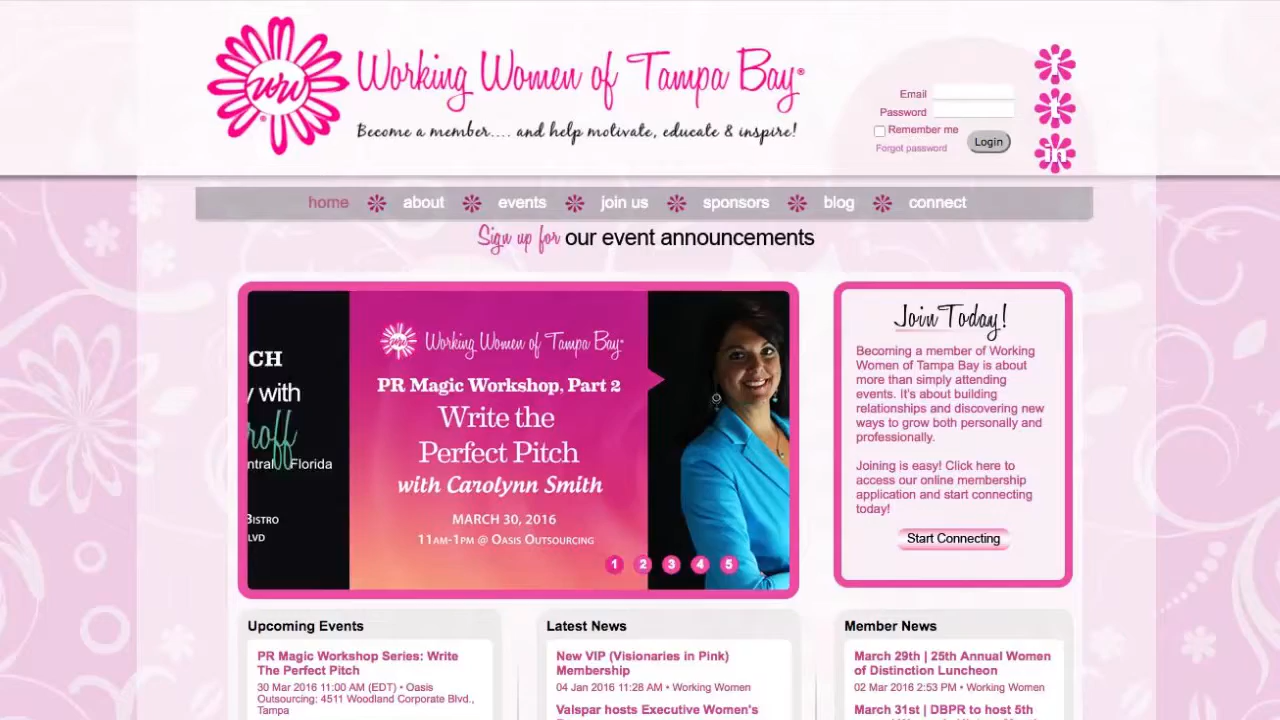 Working Women of Tampa Bay®
Become a member.... and help motivate, educate & inspire!
Email
Password
Remember me
Forgot password
Login
f
t
in
ww
home
about
events
join us
sponsors
blog
connect
Sign up for our event announcements
CH
y with
roff
ntral Florida
Bistro
LVD
Working Women of Tampa Bay®
PR Magic Workshop, Part 2
Write the
Perfect Pitch
with Carolynn Smith
MARCH 30, 2016
11AM-1PM @ OASIS OUTSOURCING
1 2 3 4 5
Join Today!
Becoming a member of Working
Women of Tampa Bay is about
more than simply attending
events. It's about building
relationships and discovering new
ways to grow both personally and
professionally.
Joining is easy! Click here to
access our online membership
application and start connecting
today!
Start Connecting
Upcoming Events
PR Magic Workshop Series: Write
The Perfect Pitch
30 Mar 2016 11:00 AM (EDT) • Oasis
Outsourcing: 4511 Woodland Corporate Blvd.,
Tampa
Latest News
New VIP (Visionaries in Pink)
Membership
04 Jan 2016 11:28 AM • Working Women
Valspar hosts Executive Women's
Member News
March 29th | 25th Annual Women
of Distinction Luncheon
02 Mar 2016 2:53 PM • Working Women
March 31st | DBPR to host 5th